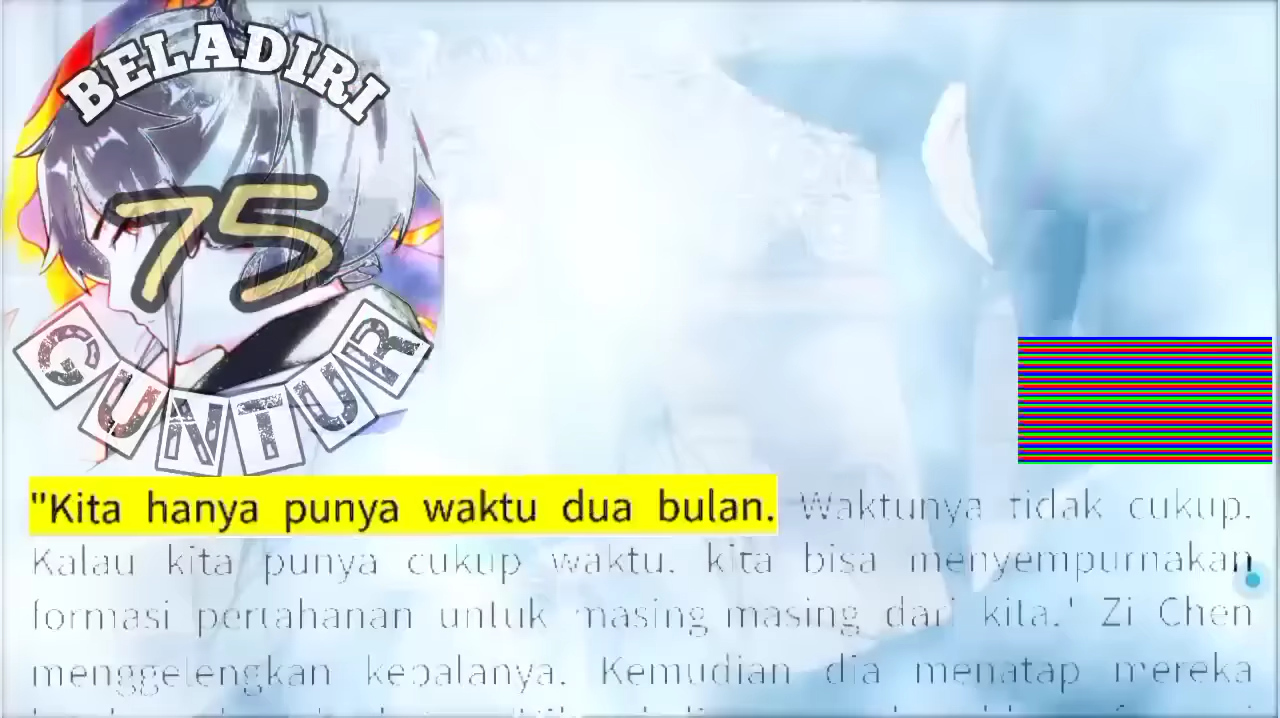 BELADIRI
75
GUNTUR
"Kita hanya punya waktu dua bulan. Waktunya tidak cukup.
Kalau kita punya cukup waktu. kita bisa menyempurnakan
formasi pertahanan untuk masing masing dari kita.' Zi Chen
menggelengkan kepalanya. Kemudian dia menatap mereka